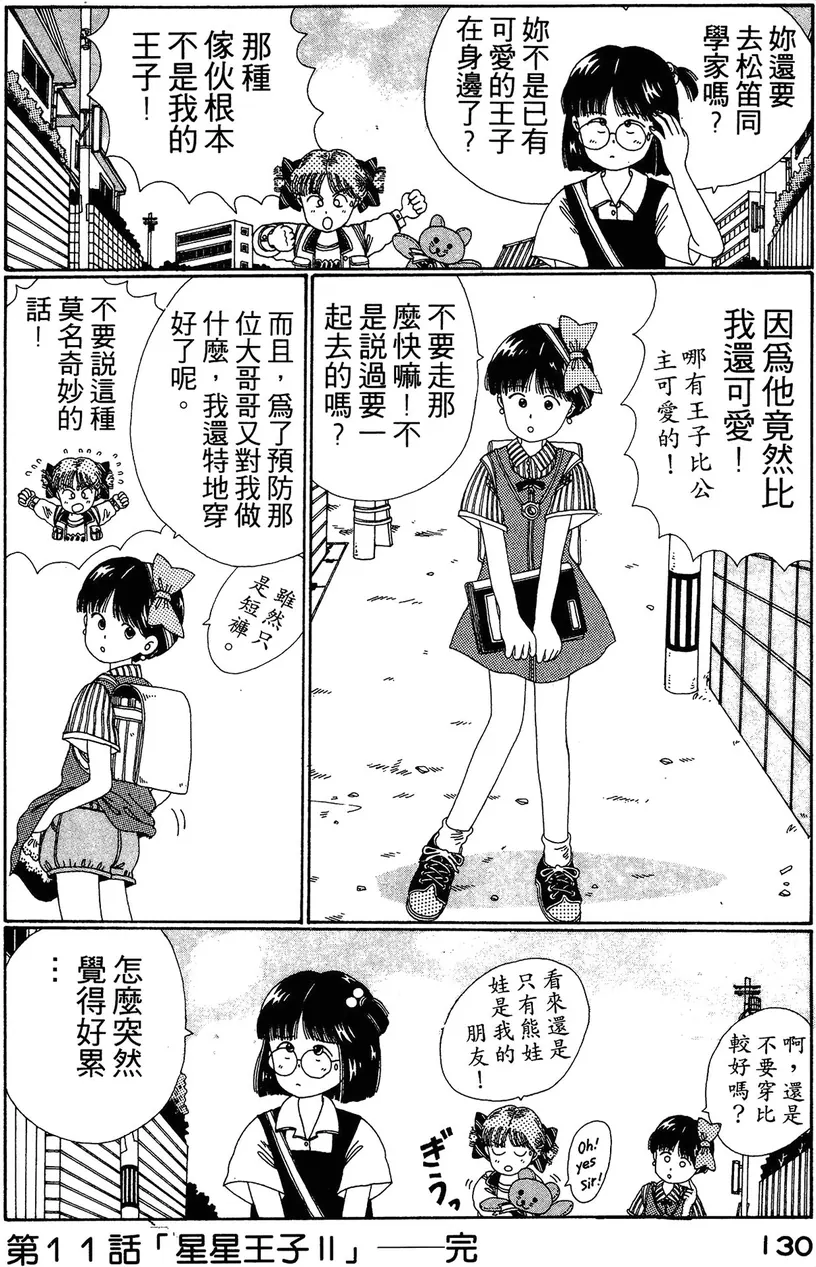 妳還要
去松笛同
學家嗎?
妳不是已有
可愛的王子
在身邊了?
那種
傢伙根本
不是我的
王子!
因爲他竟然比
我還可愛!
哪有王子比公
主可愛的!
不要走那
麼快嘛!不
是說過要一
起去的嗎?
而且,爲了預防那
位大哥哥又對我做
什麼,我還特地穿
好了呢。
雖然只
是短褲。
不要說這種
莫名奇妙的
話!
啊,還是
不要穿比
較好嗎?
看來還是
只有熊娃
娃是我的
朋友!
Oh!
yes
sir!
ぎうっ
怎麼突然
覺得好累
…
第11話「星星王子II」——完
130